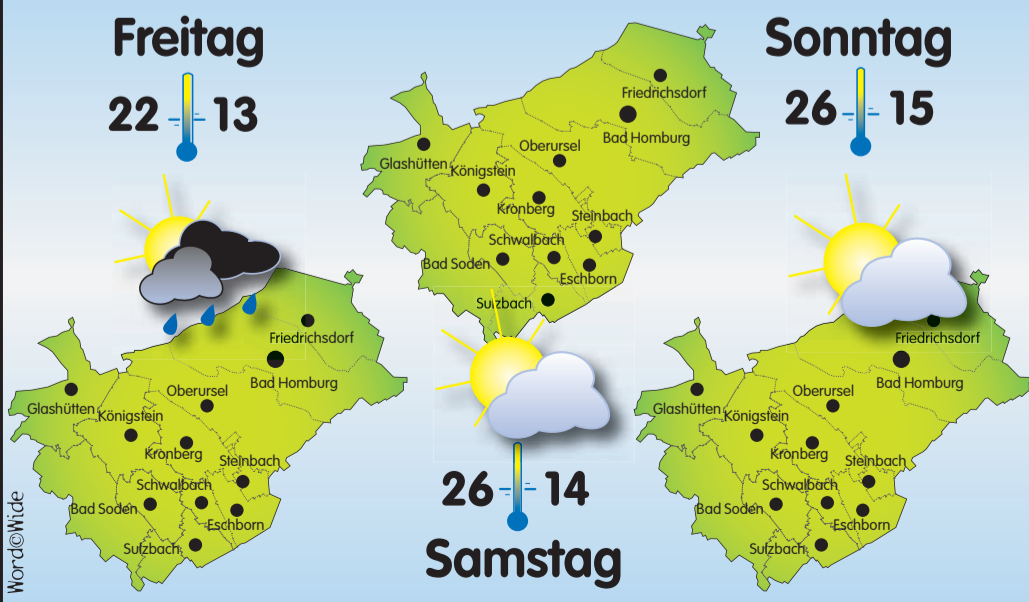 Freitag
22 13
Friedrichsdorf
Bad Homburg
Oberursel
Glashütten
Königstein
Kronberg
Steinbach
Schwalbach
Bad Soden
Eschborn
Sulzbach
Friedrichsdorf
Bad Homburg
Oberursel
Glashütten
Königstein
Kronberg
Steinbach
Schwalbach
Bad Soden
Eschborn
Sulzbach
26 14
Samstag
Sonntag
26 15
Friedrichsdorf
Bad Homburg
Oberursel
Glashütten
Königstein
Kronberg
Steinbach
Schwalbach
Bad Soden
Eschborn
Sulzbach
Word©Wide